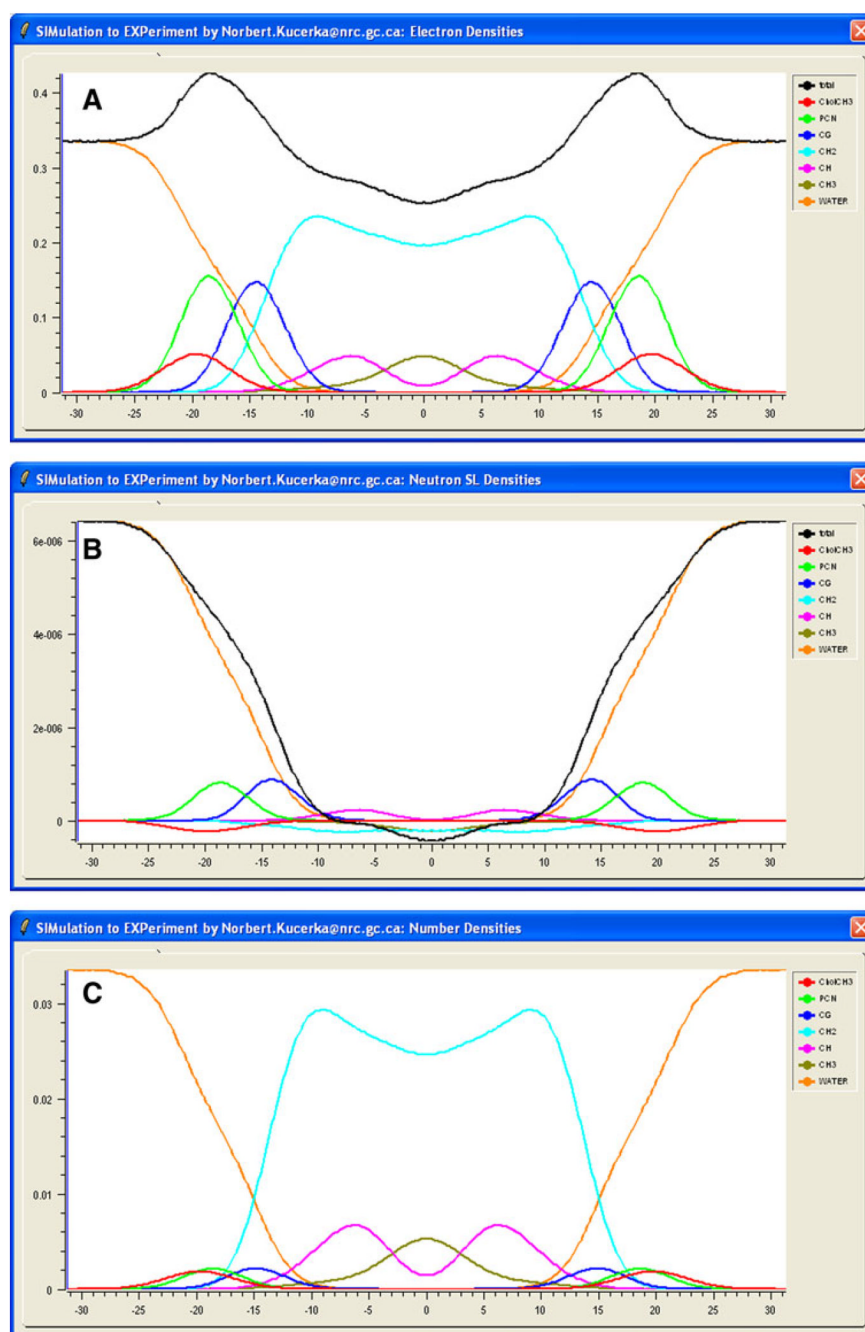 SIMulation to EXPeriment by Norbert.Kucerka@nrc.gc.ca: Electron Densities
A
0.4
0.3
0.2
0.1
0
-30 -25 -20 -15 -10 -5 0 5 10 15 20 25 30
total
CholCH3
PCN
CG
CH2
CH
CH3
WATER
SIMulation to EXPeriment by Norbert.Kucerka@nrc.gc.ca: Neutron SL Densities
B
6e-006
4e-006
2e-006
0
-30 -25 -20 -15 -10 -5 0 5 10 15 20 25 30
total
CholCH3
PCN
CG
CH2
CH
CH3
WATER
SIMulation to EXPeriment by Norbert.Kucerka@nrc.gc.ca: Number Densities
C
0.03
0.02
0.01
0
-30 -25 -20 -15 -10 -5 0 5 10 15 20 25 30
CholCH3
PCN
CG
CH2
CH
CH3
WATER